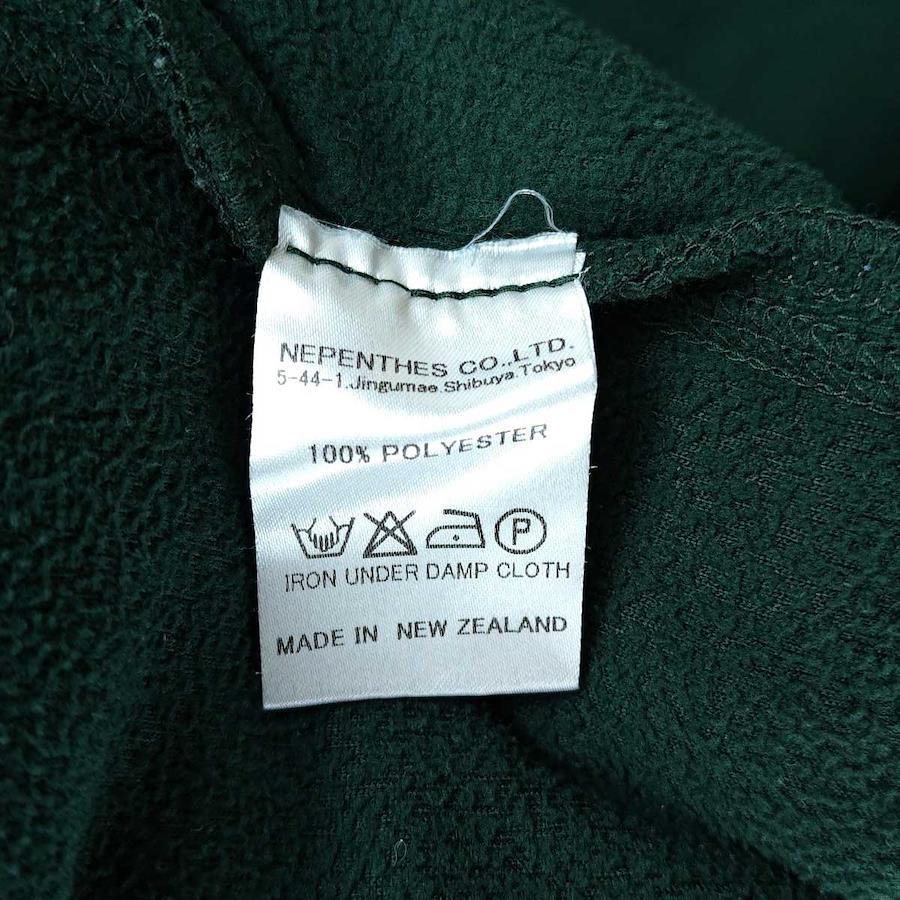 NEPENTHES CO.,LTD.
5-44-1.Jingumae.Shibuya.Tokyo
100% POLYESTER
P
IRON UNDER DAMP CLOTH
MADE IN NEW ZEALAND